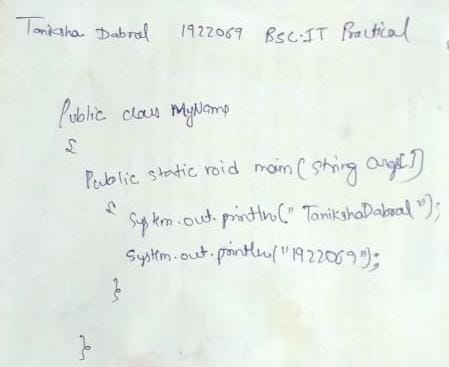 Taniksha Dabral 1922069 BSC-IT Practical
Public class MyName
{
Public static void main (string args[])
{ System.out.println(" TanikshaDabral ");
System.out.println("1922069");
}
}